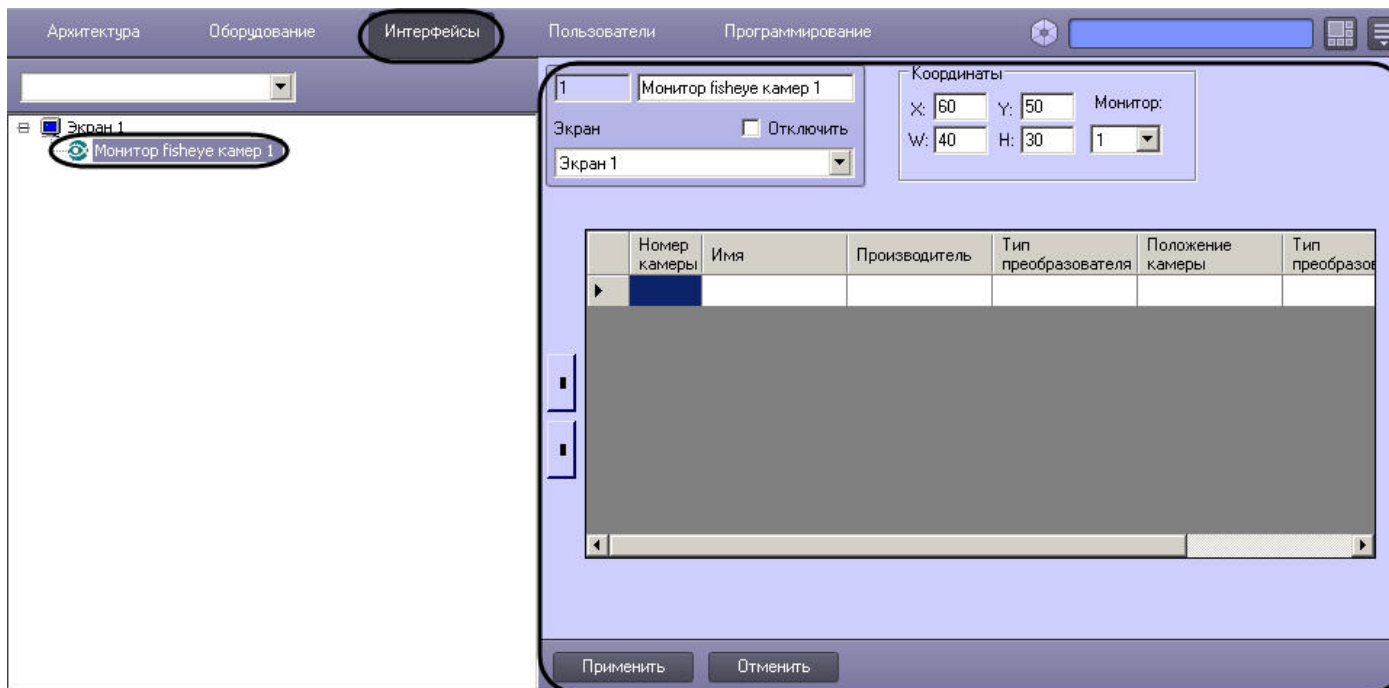 Архитектура Оборудование Интерфейсы Пользователи Программирование
Экран 1
Монитор fisheye камер 1
1 Монитор fisheye камер 1
Экран Отключить
Экран 1
Координаты
X: 60 Y: 50 Монитор:
W: 40 H: 30 1
Номер камеры Имя Производитель Тип преобразователя Положение камеры Тип преобразов
Применить Отменить